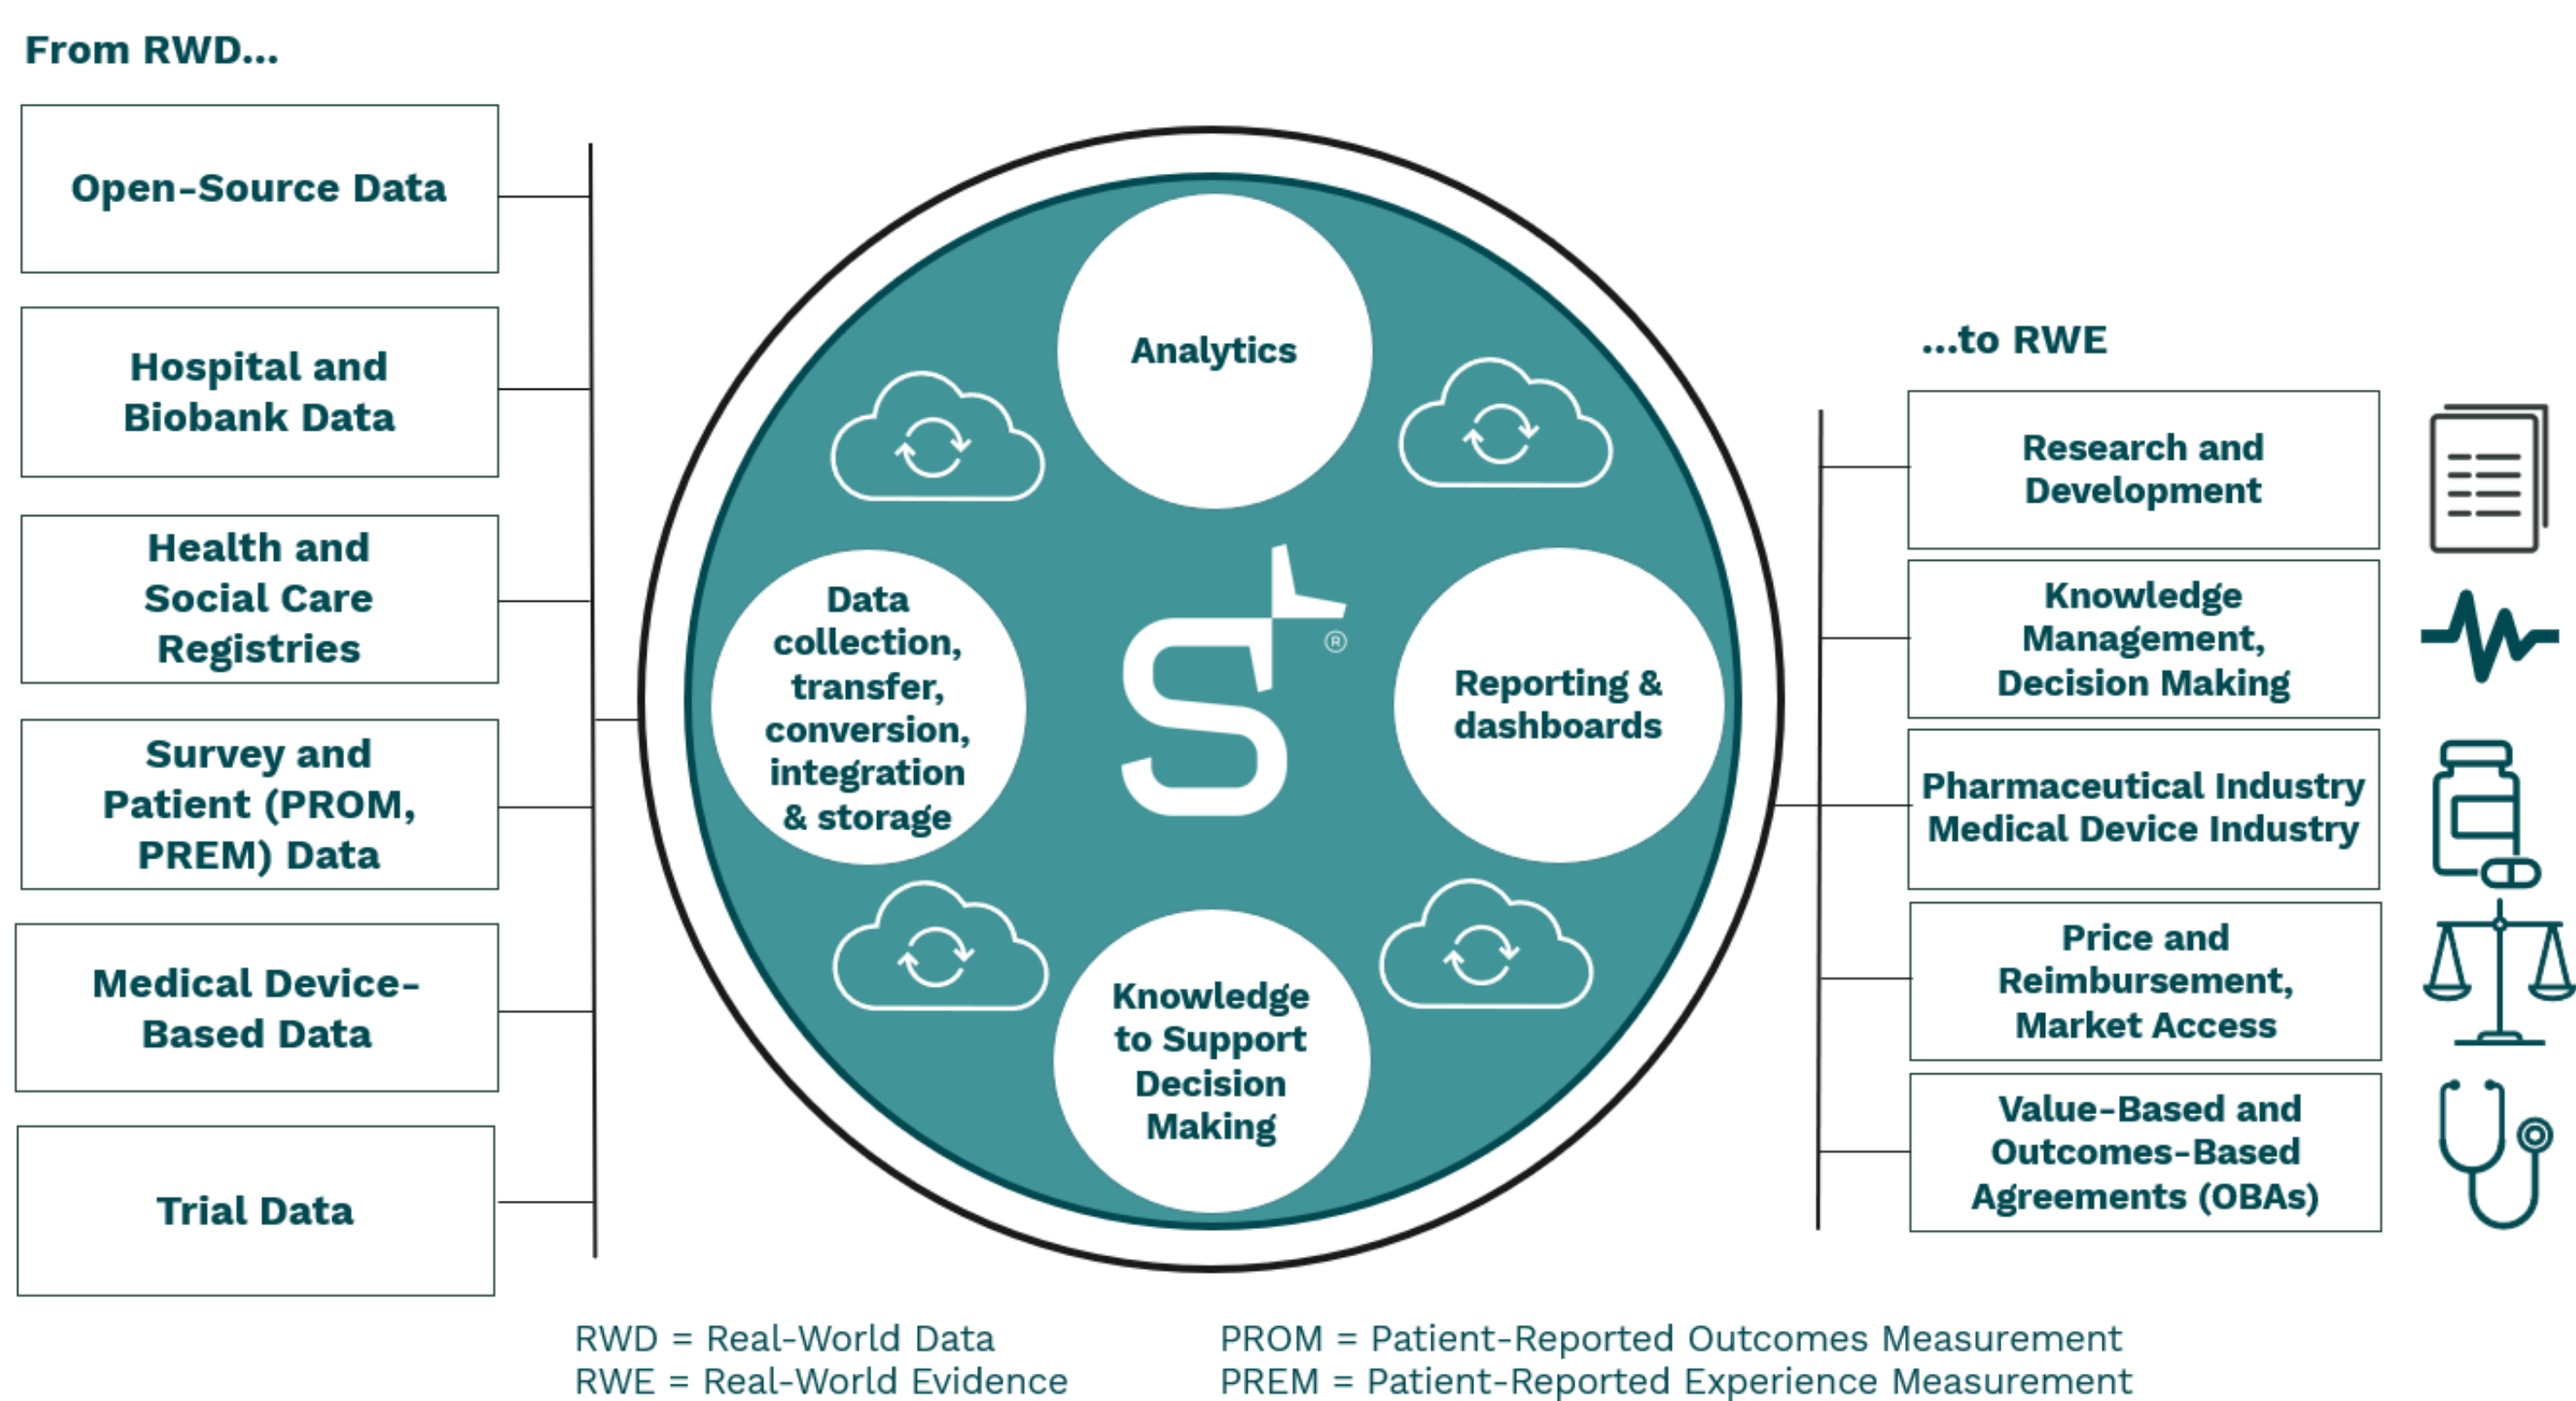 From RWD...
Open-Source Data
Hospital and
Biobank Data
Health and
Social Care
Registries
Survey and
Patient (PROM,
PREM) Data
Medical Device-
Based Data
Trial Data
Analytics
Data
collection,
transfer,
conversion,
integration
& storage
S
®
Reporting &
dashboards
Knowledge
to Support
Decision
Making
...to RWE
Research and
Development
Knowledge
Management,
Decision Making
Pharmaceutical Industry
Medical Device Industry
Price and
Reimbursement,
Market Access
Value-Based and
Outcomes-Based
Agreements (OBAs)
RWD = Real-World Data
RWE = Real-World Evidence
PROM = Patient-Reported Outcomes Measurement
PREM = Patient-Reported Experience Measurement